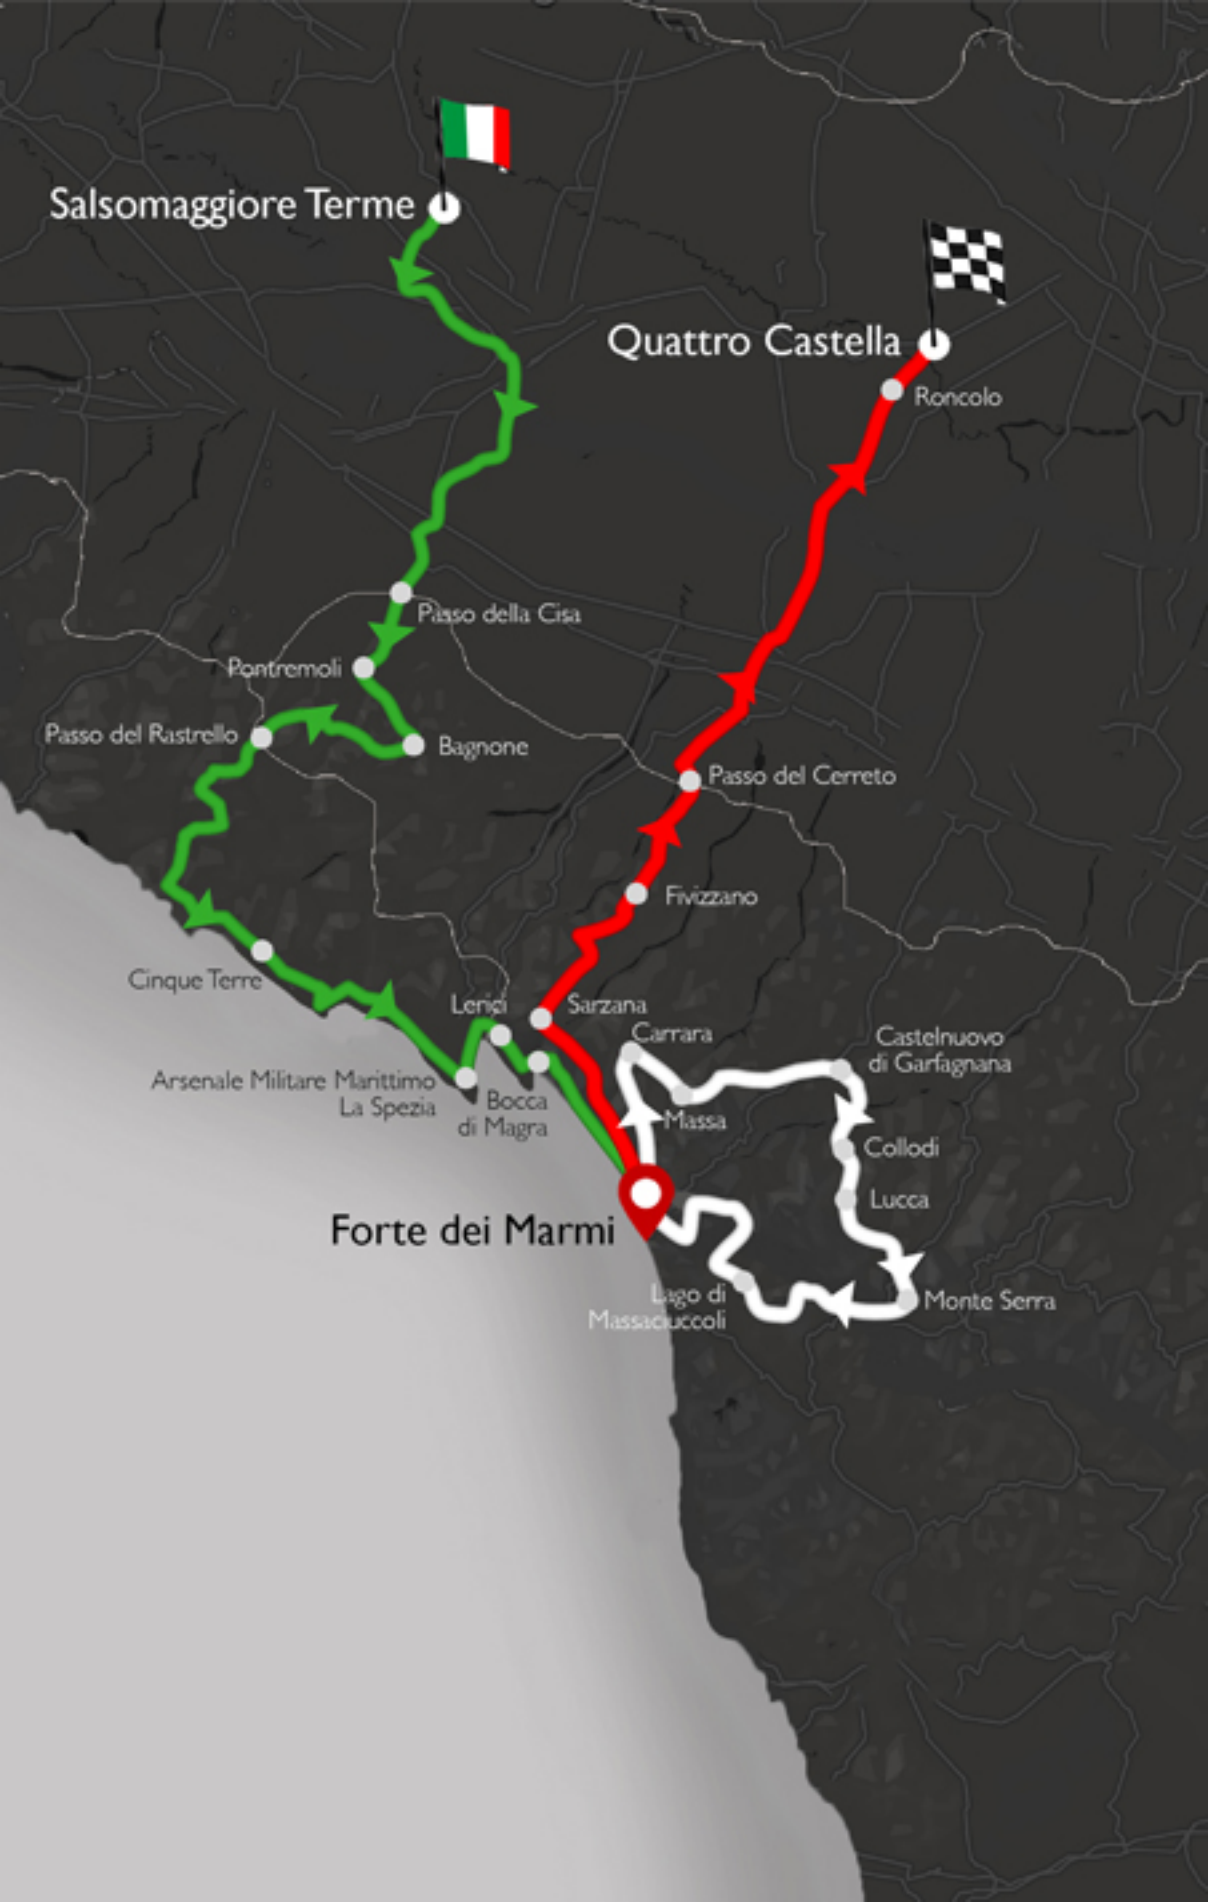 Salsomaggiore Terme
Quattro Castella
Roncolo
Passo della Cisa
Pontremoli
Passo del Rastrello
Bagnone
Passo del Cerreto
Fivizzano
Cinque Terre
Lerici
Sarzana
Carrara
Castelnuovo
di Garfagnana
Arsenale Militare Marittimo
La Spezia
Bocca
di Magra
Massa
Collodi
Lucca
Forte dei Marmi
Lago di
Massaciuccoli
Monte Serra